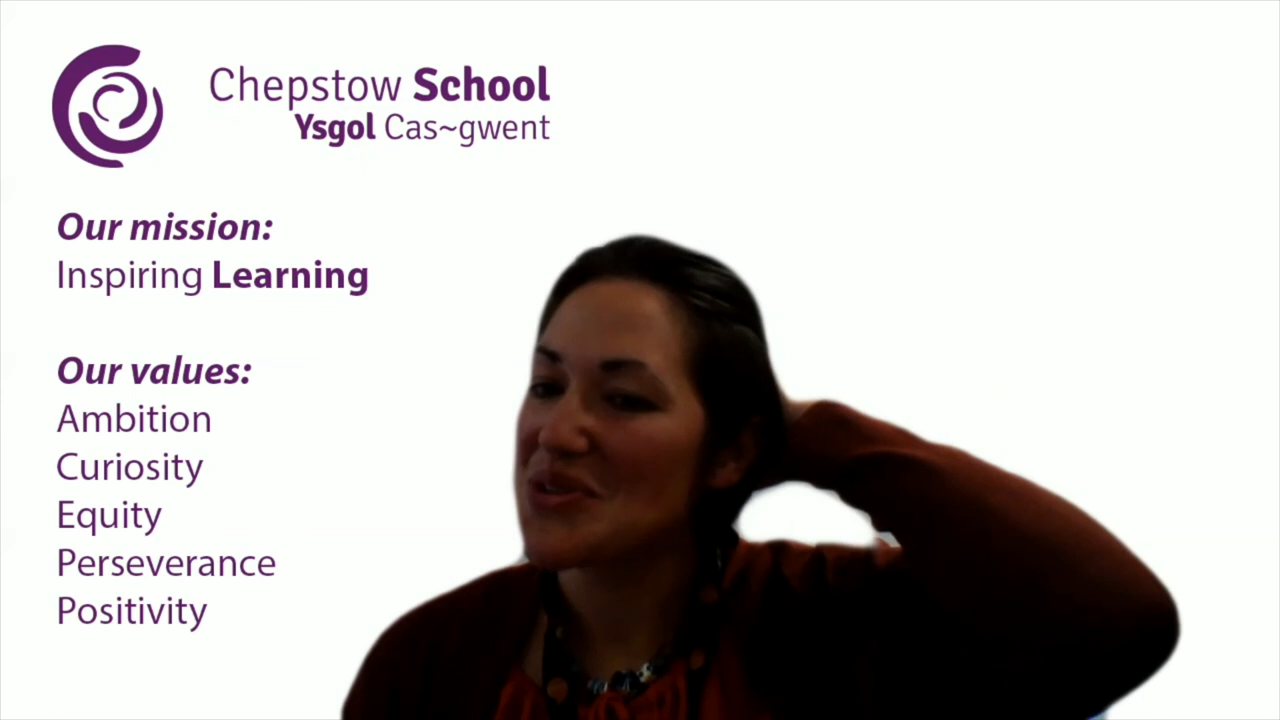 Chepstow School
Ysgol Cas~gwent
Our mission:
Inspiring Learning
Our values:
Ambition
Curiosity
Equity
Perseverance
Positivity